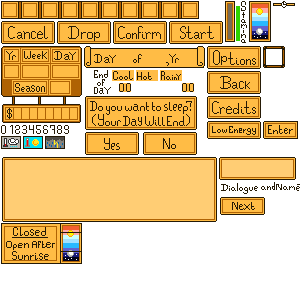 Cancel Drop Confirm Start
Stamina
Yr Week Day
Season
$
0 123456789
Day of ,Yr
End of Day
Cool Hot Rainy
00 00
Do you want to sleep?
(Your Day Will End)
Yes No
Options
Back
Credits
Low Energy Enter
Dialogue and Name
Next
Closed
Open After
Sunrise